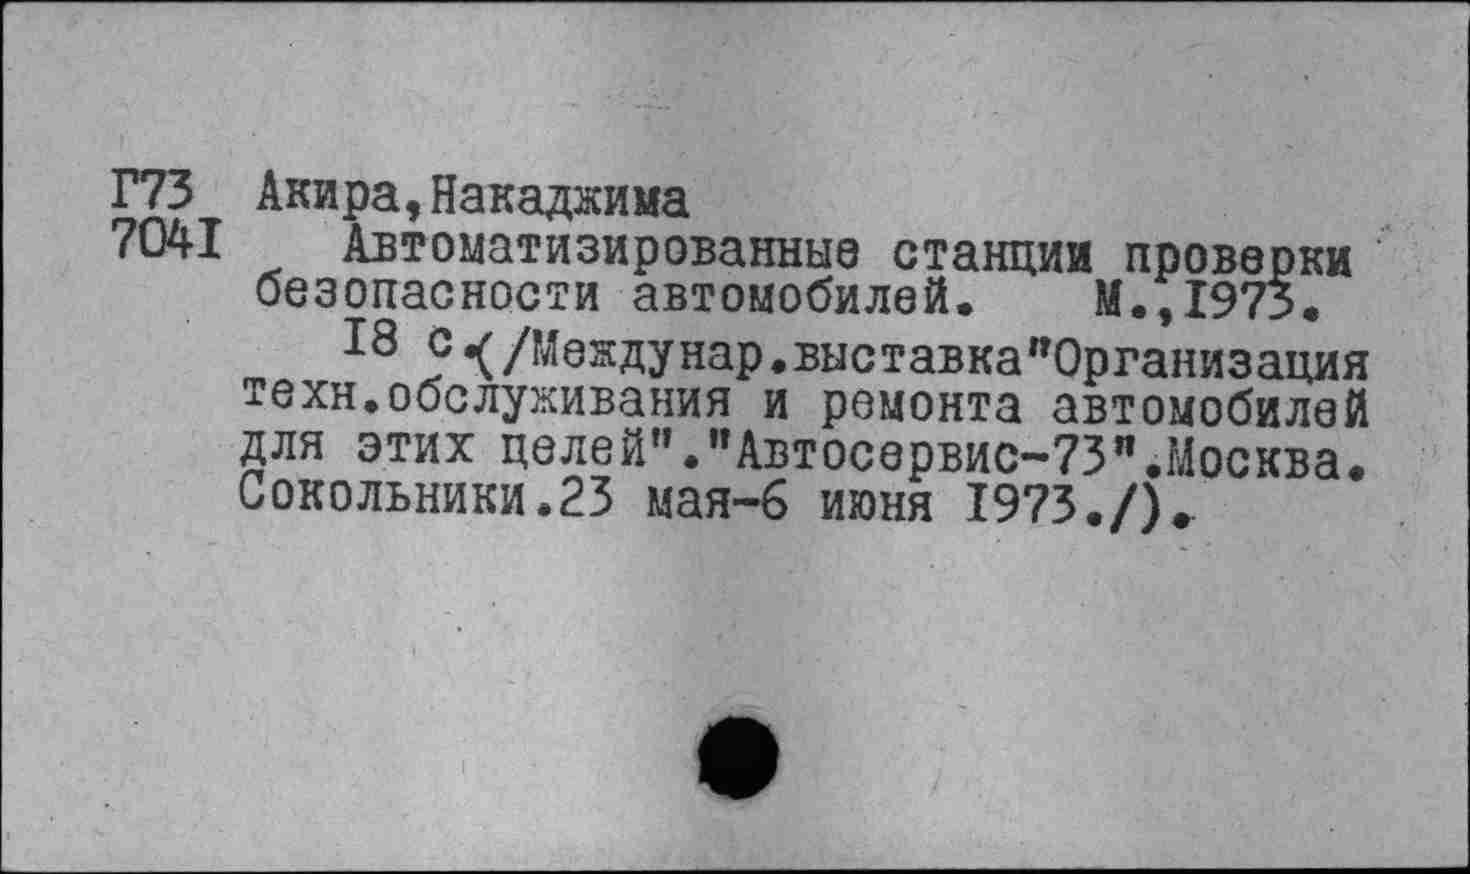 Г73 Акира,Накаджима
7041 Автоматизированные станции проверки
безопасности автомобилей. М.,1973.
18 с.(/Междунар.выставка"Организация
техн.обслуживания и ремонта автомобилей
для этих целей"."Автосервис-73".Москва.
Сокольники.23 мая-6 июня 1973./).